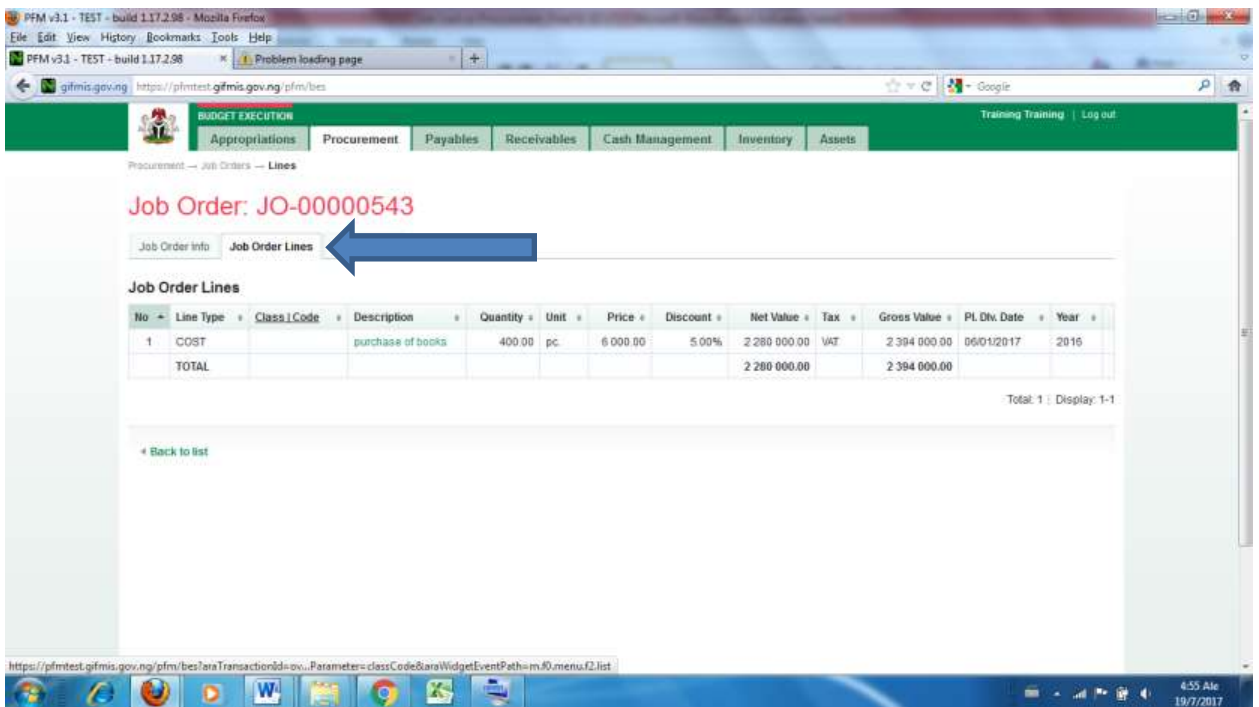 PFM v3.1 - TEST - build 1.17.2.98 - Mozilla Firefox
File Edit View History Bookmarks Tools Help
PFM v3.1 - TEST - build 1.17.2.98 × Problem loading page × +
gifmis.gov.ng https://pfmtest.gifmis.gov.ng/pfm/bes Google
BUDGET EXECUTION Training Training | Log out
Appropriations Procurement Payables Receivables Cash Management Inventory Assets
Procurement → Job Orders → Lines
Job Order: JO-00000543
Job Order Info Job Order Lines
Job Order Lines
No Line Type Class | Code Description Quantity Unit Price Discount Net Value Tax Gross Value Pl. Dlv. Date Year
1 COST purchase of books 400.00 pc. 6 000.00 5.00% 2 280 000.00 VAT 2 394 000.00 06/01/2017 2016
TOTAL 2 280 000.00 2 394 000.00
Total: 1 | Display: 1-1
Back to list
https://pfmtest.gifmis.gov.ng/pfm/bes?araTransactionId=ov...Parameter=classCode&araWidgetEventPath=m.f0.menu.f2.list
4:55 Ale
19/7/2017